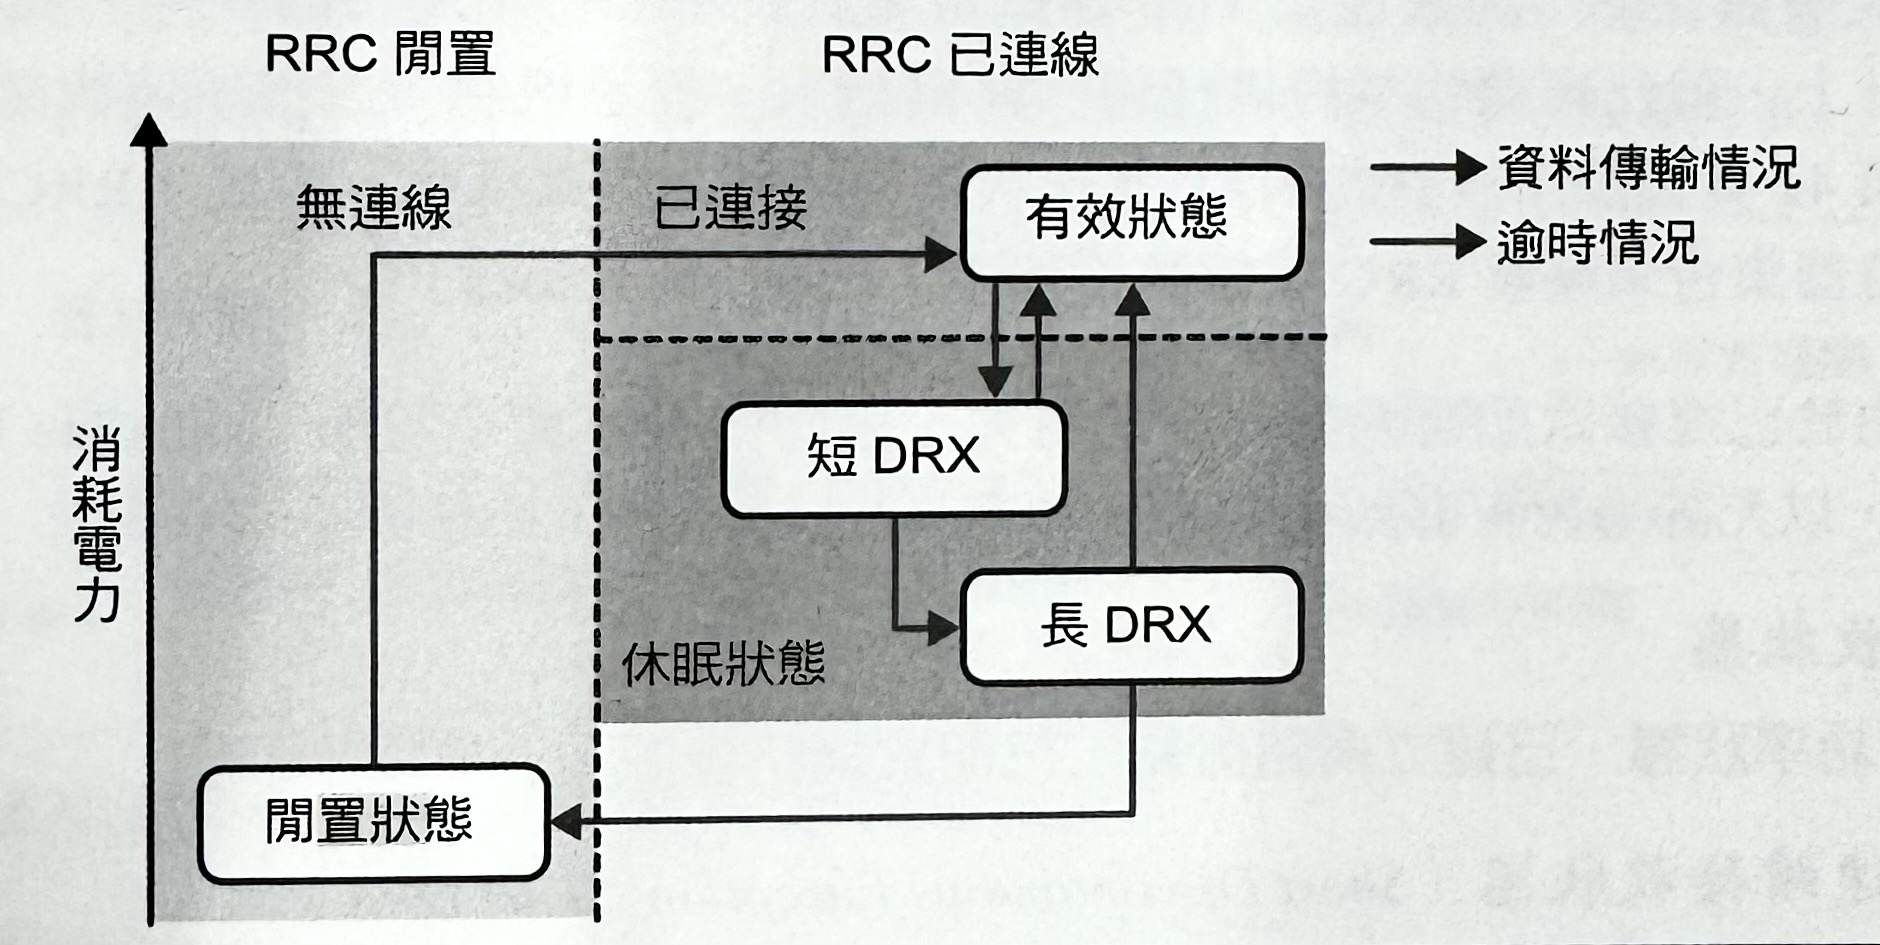 RRC 閒置
RRC 已連線
無連線
已連接
有效狀態
資料傳輸情況
逾時情況
消耗電力
短 DRX
長 DRX
休眠狀態
閒置狀態